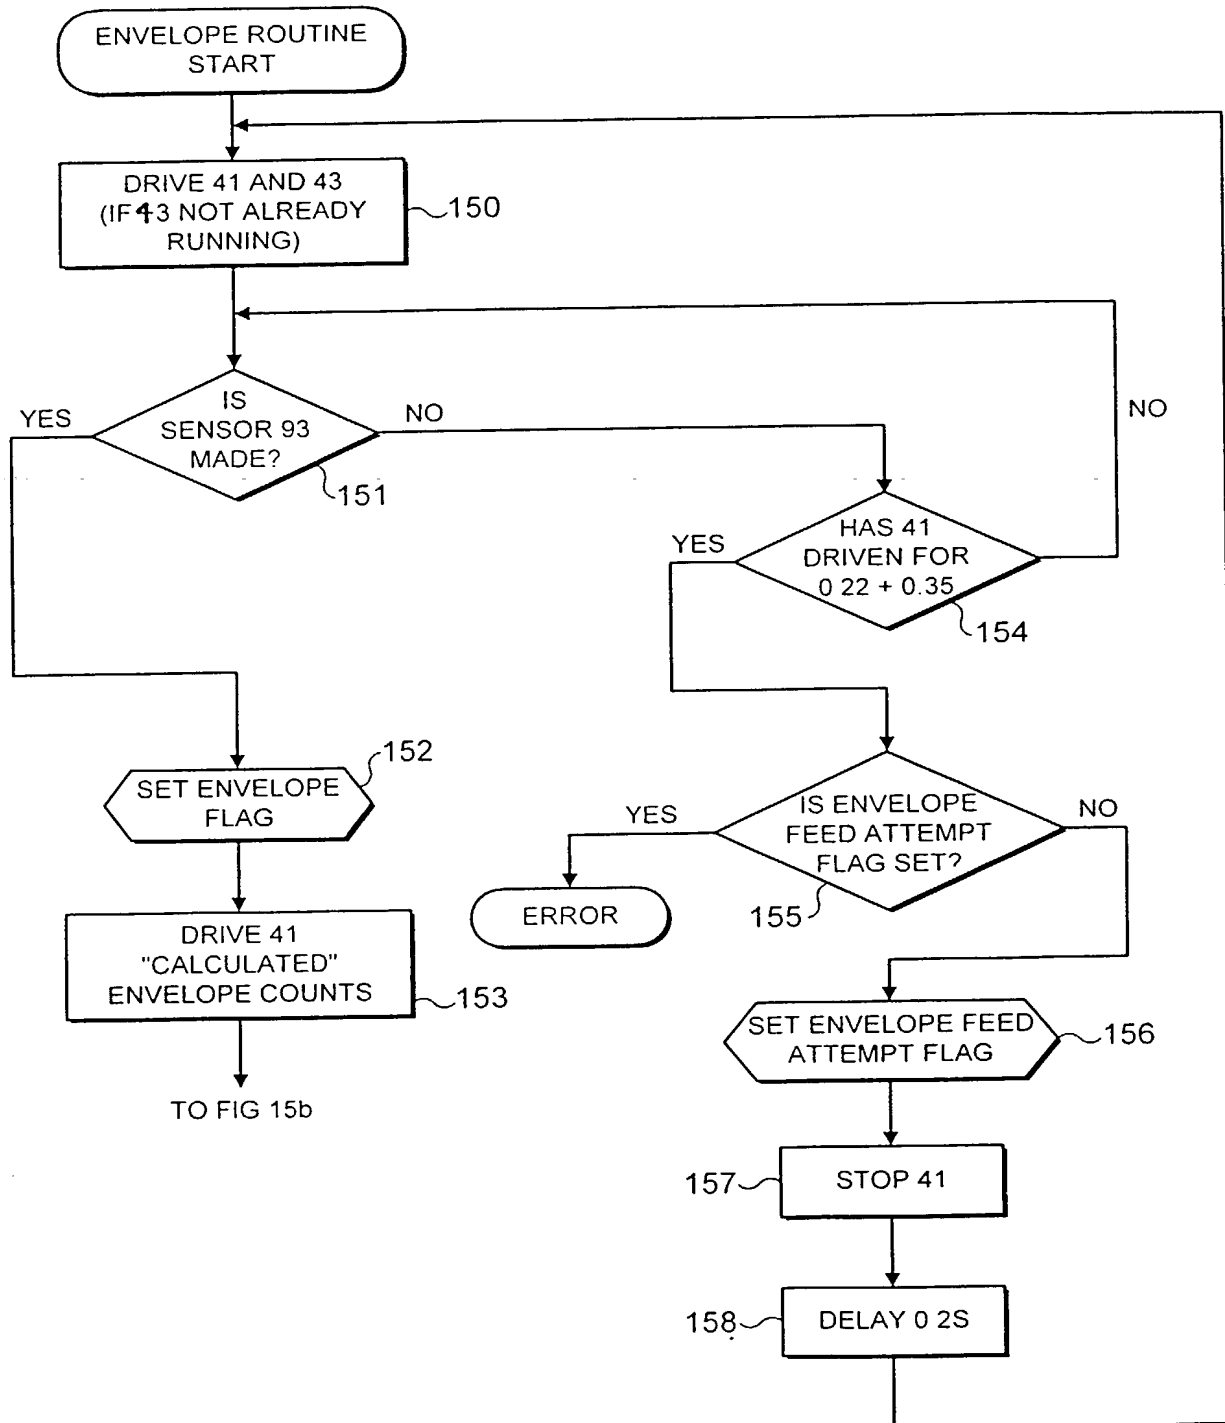 ENVELOPE ROUTINE
START
DRIVE 41 AND 43
(IF 43 NOT ALREADY
RUNNING)
150
IS
SENSOR 93
MADE?
YES
NO
151
NO
HAS 41
DRIVEN FOR
0 22 + 0.35
YES
154
152
SET ENVELOPE
FLAG
IS ENVELOPE
FEED ATTEMPT
FLAG SET?
YES
NO
155
ERROR
DRIVE 41
"CALCULATED"
ENVELOPE COUNTS
153
TO FIG 15b
SET ENVELOPE FEED
ATTEMPT FLAG
156
157
STOP 41
158
DELAY 0 2S